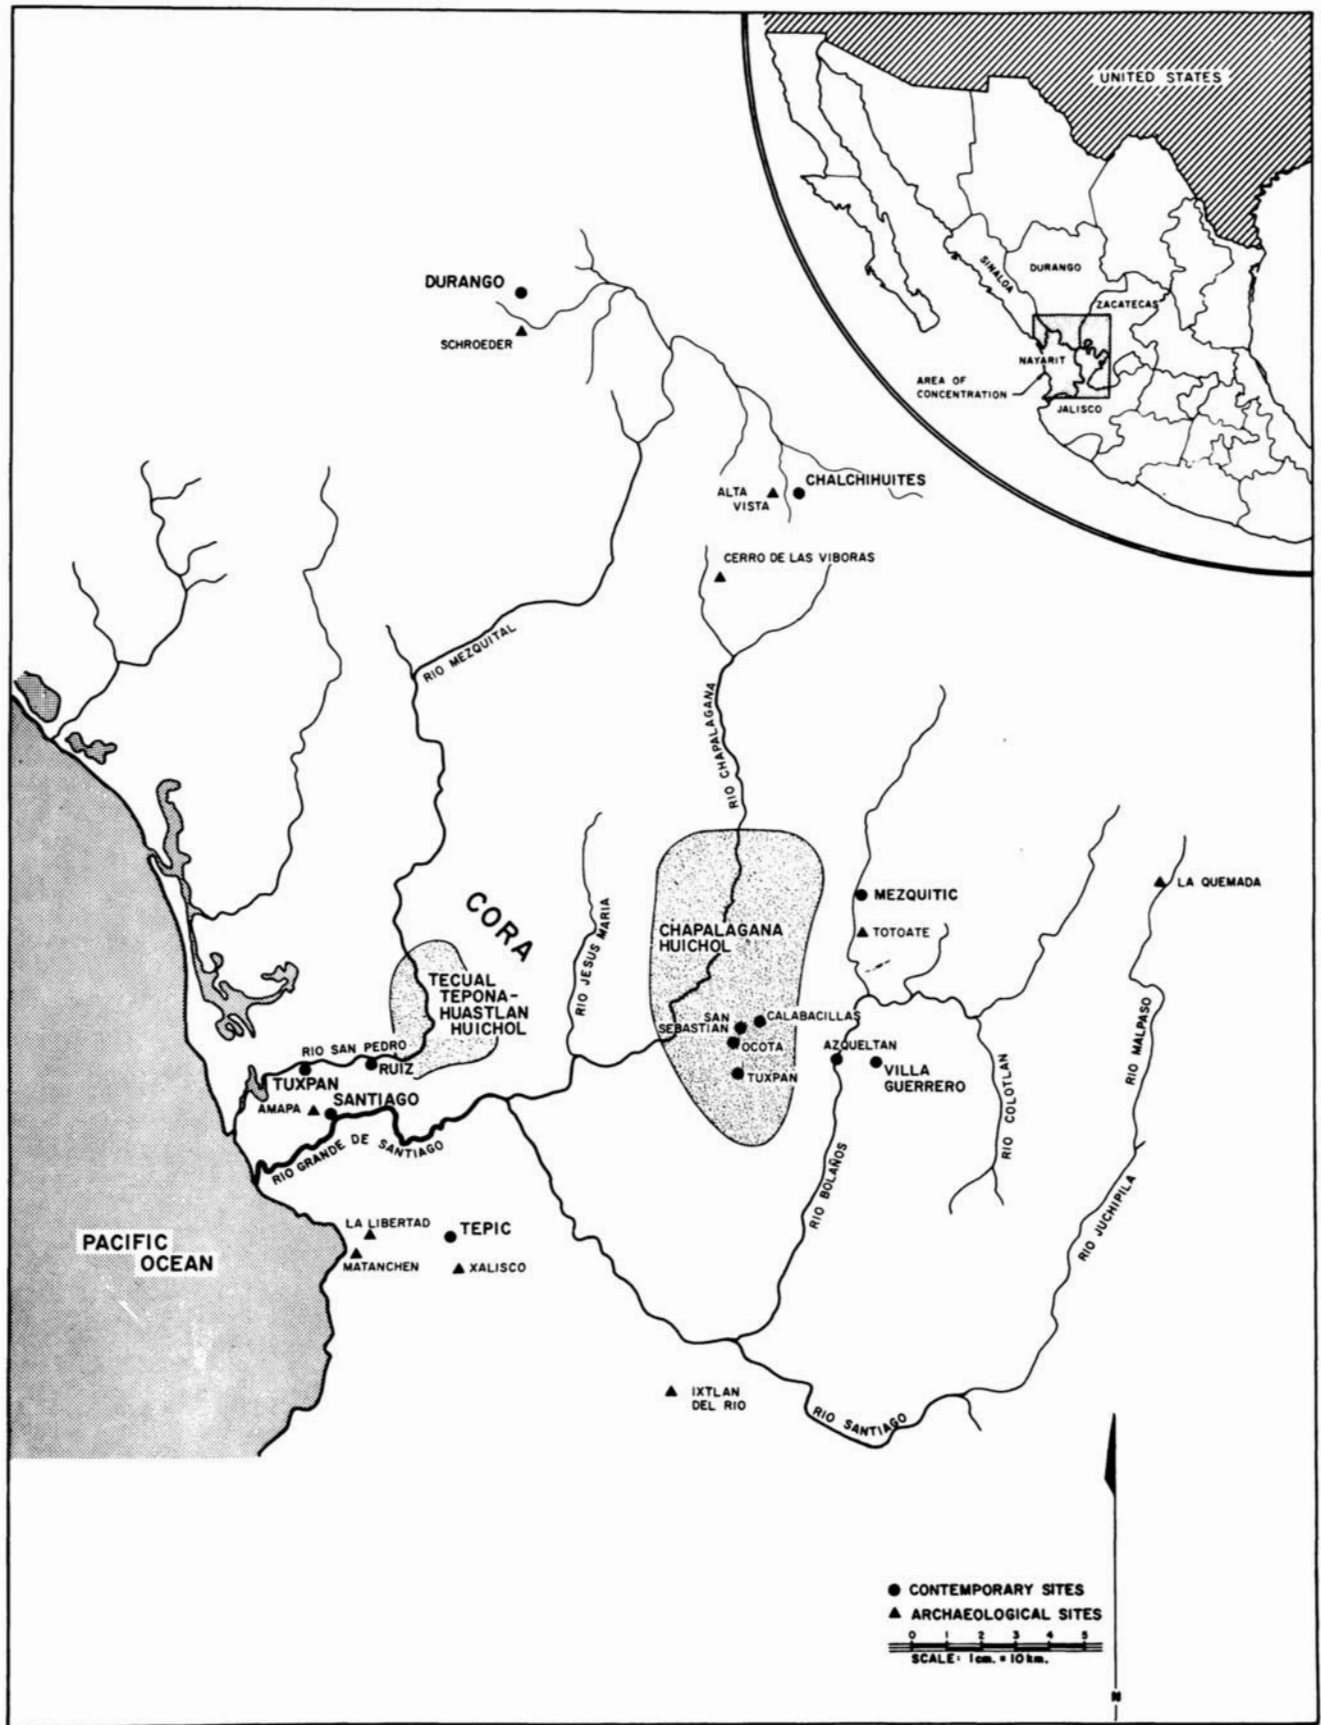 UNITED STATES
SINALOA
DURANGO
ZACATECAS
NAYARIT
AREA OF
CONCENTRATION
JALISCO
DURANGO
SCHROEDER
ALTA
VISTA
CHALCHIHUITES
CERRO DE LAS VIBORAS
RIO MEZQUITAL
RIO CHAPALAGANA
CORA
RIO JESUS MARIA
CHAPALAGANA
HUICHOL
MEZQUITIC
TOTOATE
LA QUEMADA
TECUAL
TEPONA-
HUASTLAN
HUICHOL
SAN
SEBASTIAN
CALABACILLAS
OCOTA
TUXPAN
AZQUELTAN
VILLA
GUERRERO
RIO COLOTLAN
RIO MALPASO
RIO SAN PEDRO
RUIZ
TUXPAN
AMAPA
SANTIAGO
RIO GRANDE DE SANTIAGO
RIO BOLAÑOS
RIO JUCHIPILA
LA LIBERTAD
TEPIC
MATANCHEN
XALISCO
PACIFIC
OCEAN
IXTLAN
DEL RIO
RIO SANTIAGO
CONTEMPORARY SITES
ARCHAEOLOGICAL SITES
0 1 2 3 4 5
SCALE: 1cm. = 10km.
N